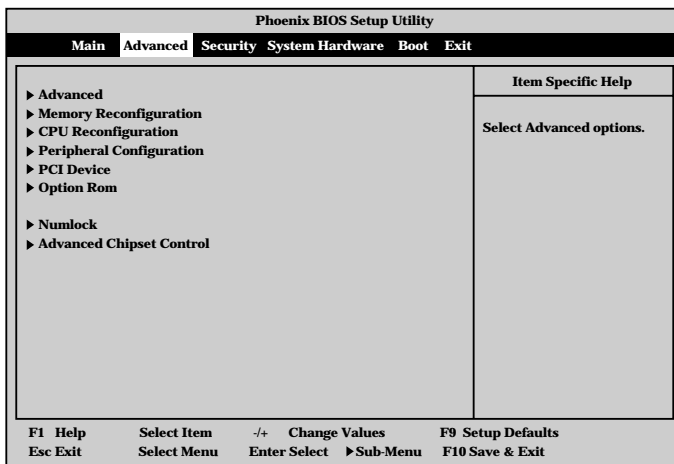 Phoenix BIOS Setup Utility
Main Advanced Security System Hardware Boot Exit
Item Specific Help
Select Advanced options.
▶ Advanced
▶ Memory Reconfiguration
▶ CPU Reconfiguration
▶ Peripheral Configuration
▶ PCI Device
▶ Option Rom
▶ Numlock
▶ Advanced Chipset Control
F1 Help Select Item -/+ Change Values F9 Setup Defaults
Esc Exit Select Menu Enter Select ▶ Sub-Menu F10 Save & Exit